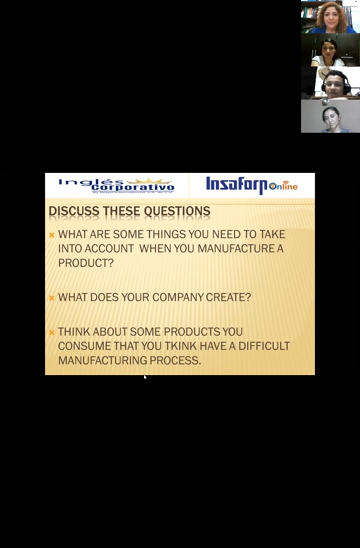 Inglés
Corporativo
Insaforp Online
DISCUSS THESE QUESTIONS
WHAT ARE SOME THINGS YOU NEED TO TAKE
INTO ACCOUNT WHEN YOU MANUFACTURE A
PRODUCT?
WHAT DOES YOUR COMPANY CREATE?
THINK ABOUT SOME PRODUCTS YOU
CONSUME THAT YOU TKINK HAVE A DIFFICULT
MANUFACTURING PROCESS.